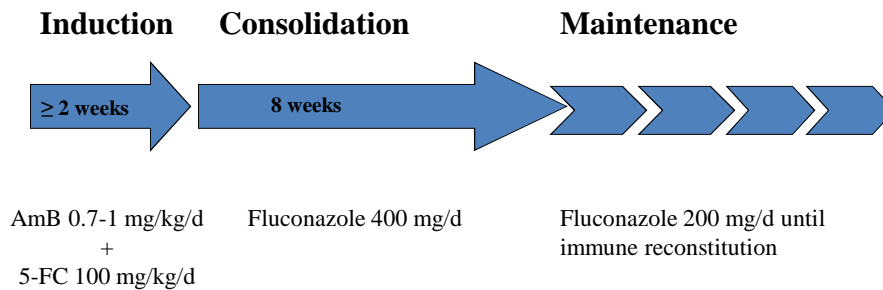 Induction Consolidation Maintenance
≥ 2 weeks 8 weeks
AmB 0.7-1 mg/kg/d Fluconazole 400 mg/d Fluconazole 200 mg/d until
+ immune reconstitution
5-FC 100 mg/kg/d